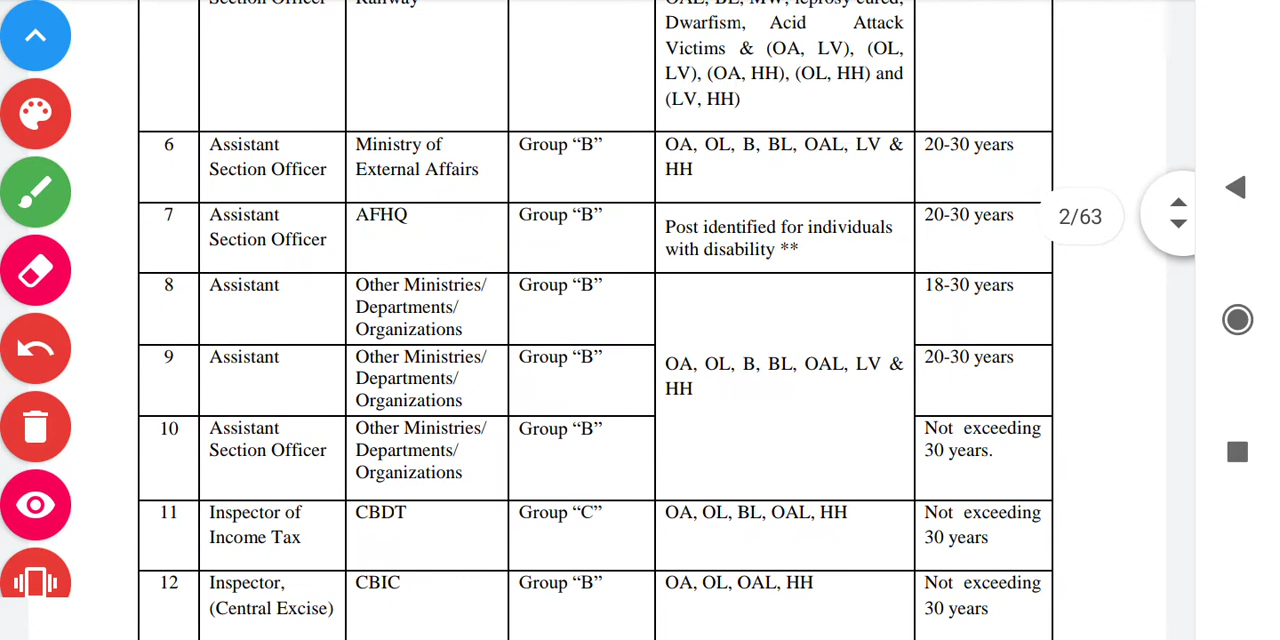 Dwarfism, Acid Attack
Victims & (OA, LV), (OL,
LV), (OA, HH), (OL, HH) and
(LV, HH)
6 Assistant Section Officer Ministry of External Affairs Group “B” OA, OL, B, BL, OAL, LV & HH 20-30 years
7 Assistant Section Officer AFHQ Group “B” Post identified for individuals with disability ** 20-30 years
2/63
8 Assistant Other Ministries/ Departments/ Organizations Group “B” 18-30 years
9 Assistant Other Ministries/ Departments/ Organizations Group “B” OA, OL, B, BL, OAL, LV & HH 20-30 years
10 Assistant Section Officer Other Ministries/ Departments/ Organizations Group “B” Not exceeding 30 years.
11 Inspector of Income Tax CBDT Group “C” OA, OL, BL, OAL, HH Not exceeding 30 years
12 Inspector, (Central Excise) CBIC Group “B” OA, OL, OAL, HH Not exceeding 30 years